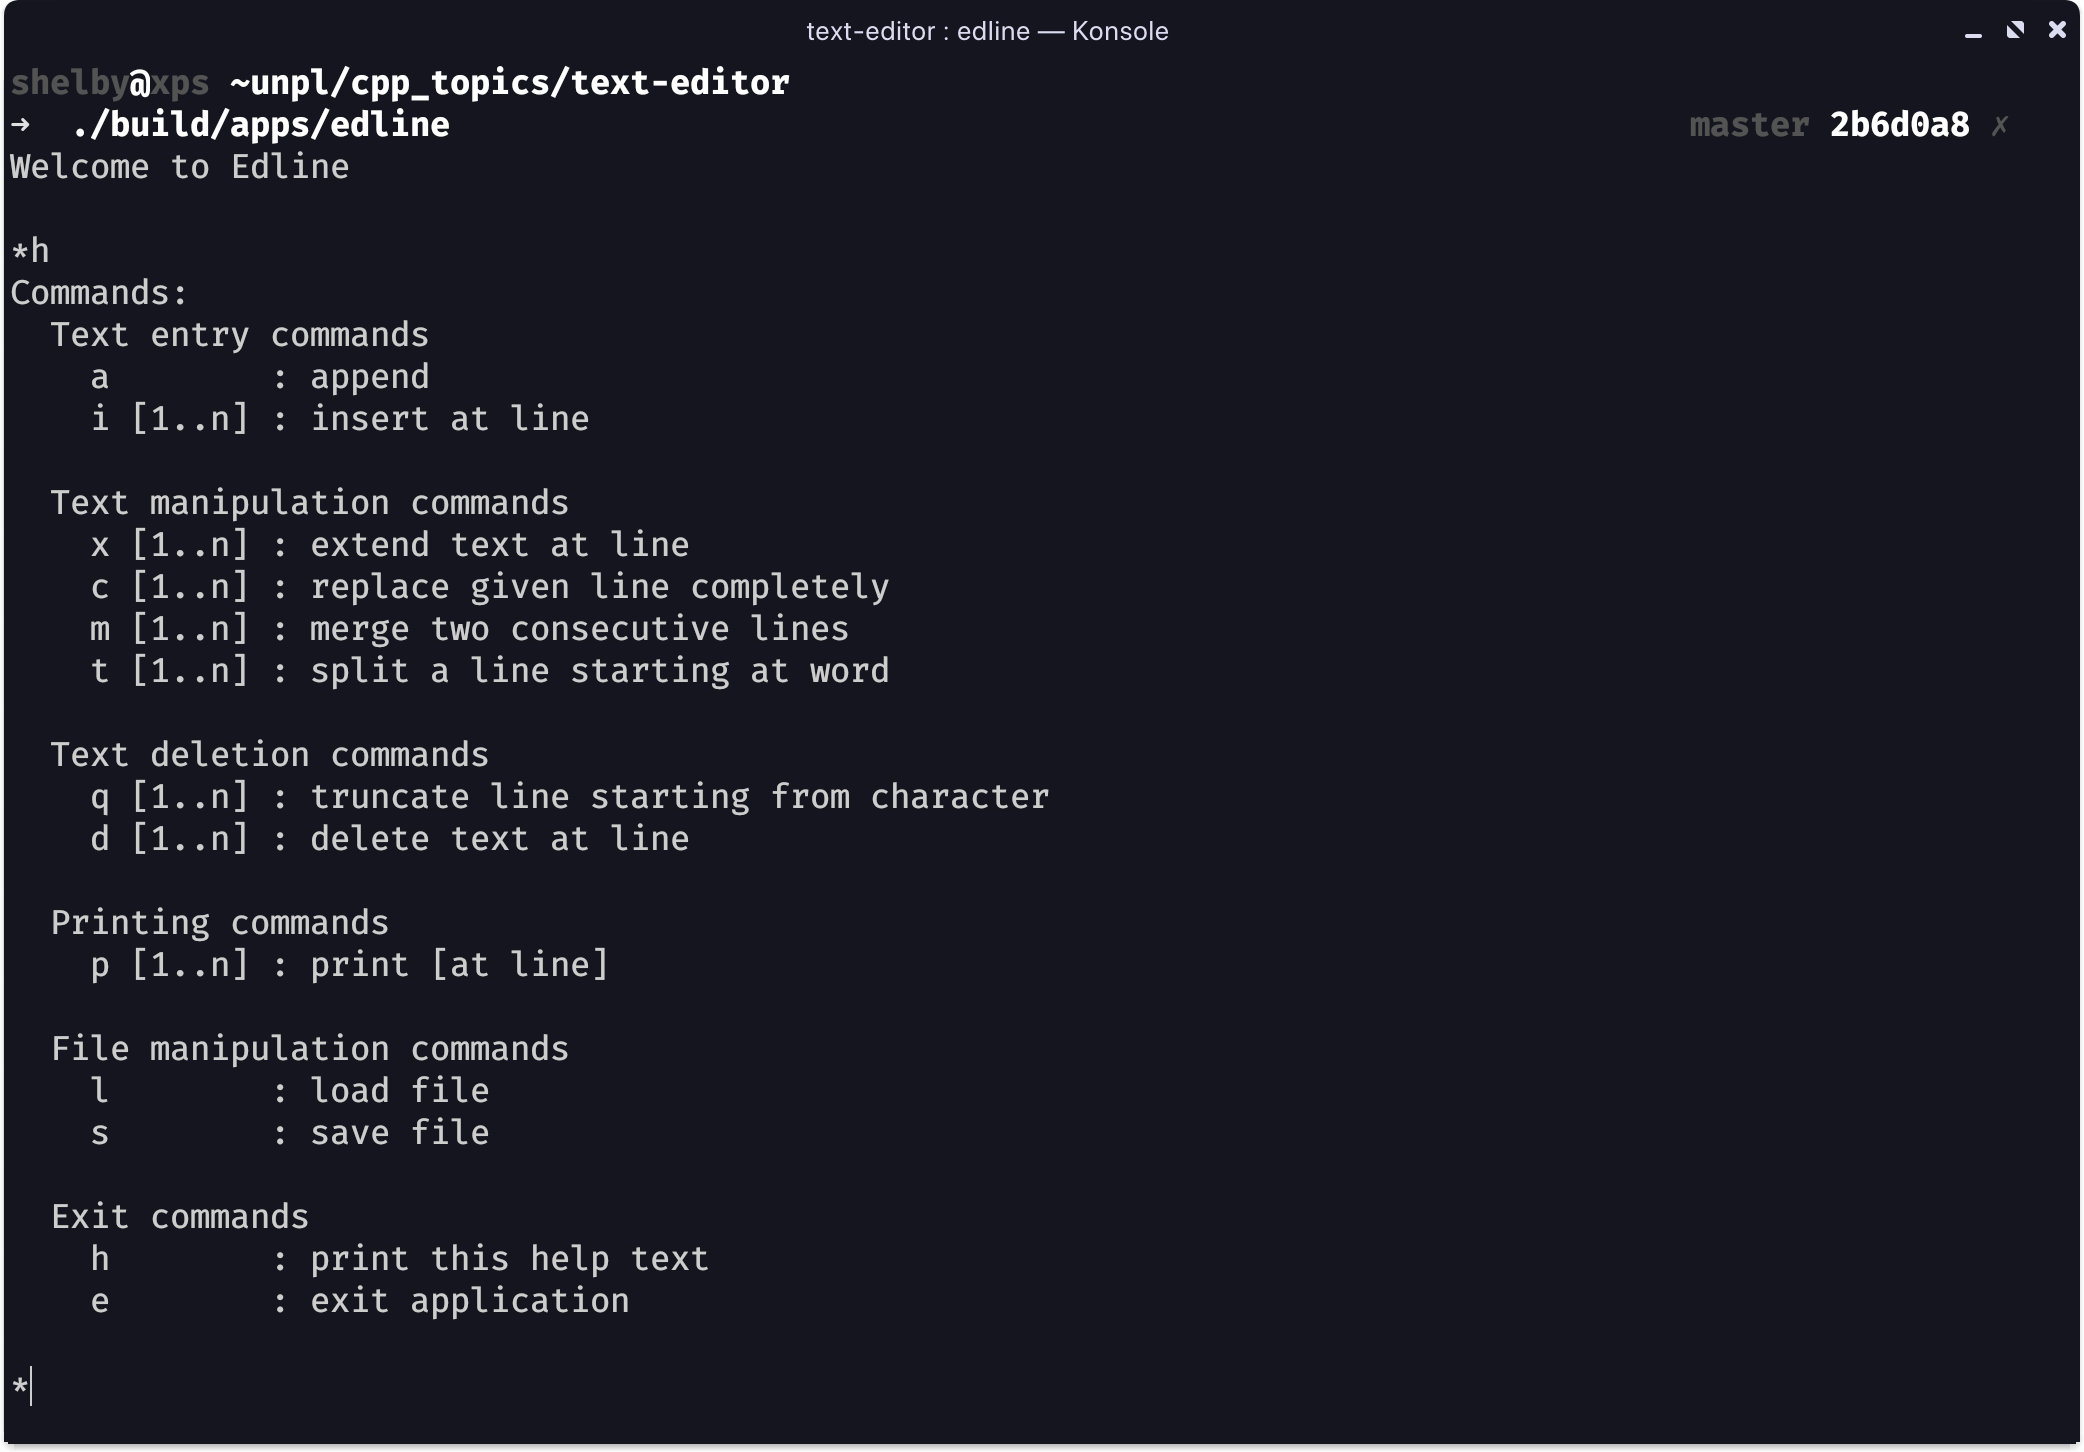 text-editor : edline — Konsole
shelby@xps ~unpl/cpp_topics/text-editor
→  ./build/apps/edline master 2b6d0a8 ✗
Welcome to Edline

*h
Commands:
  Text entry commands
    a        : append
    i [1..n] : insert at line

  Text manipulation commands
    x [1..n] : extend text at line
    c [1..n] : replace given line completely
    m [1..n] : merge two consecutive lines
    t [1..n] : split a line starting at word

  Text deletion commands
    q [1..n] : truncate line starting from character
    d [1..n] : delete text at line

  Printing commands
    p [1..n] : print [at line]

  File manipulation commands
    l        : load file
    s        : save file

  Exit commands
    h        : print this help text
    e        : exit application

*